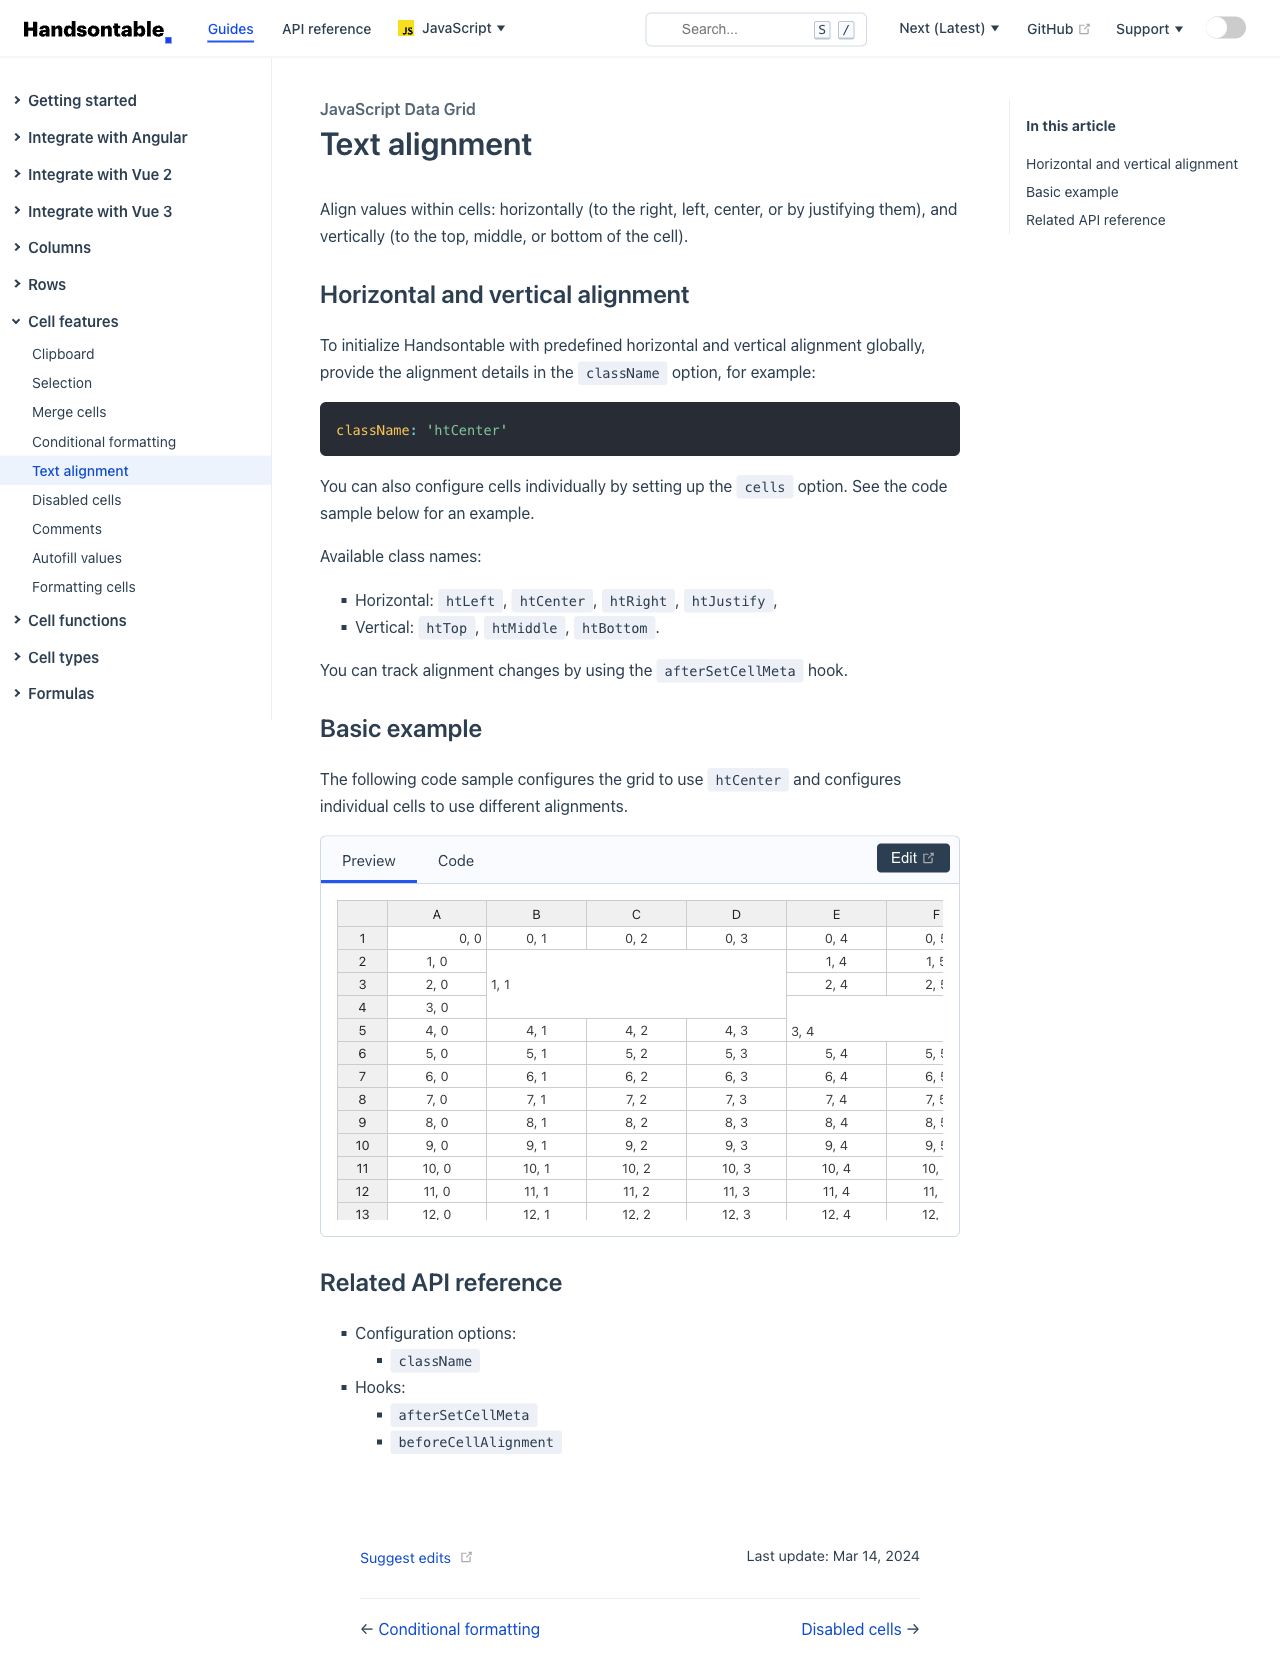 Handsontable
Guides
API reference
JS
JavaScript
Search...
S
/
Next (Latest)
GitHub
Support
Getting started
Integrate with Angular
Integrate with Vue 2
Integrate with Vue 3
Columns
Rows
Cell features
Clipboard
Selection
Merge cells
Conditional formatting
Text alignment
Disabled cells
Comments
Autofill values
Formatting cells
Cell functions
Cell types
Formulas
JavaScript Data Grid
Text alignment
Align values within cells: horizontally (to the right, left, center, or by justifying them), and
vertically (to the top, middle, or bottom of the cell).
Horizontal and vertical alignment
To initialize Handsontable with predefined horizontal and vertical alignment globally,
provide the alignment details in the className option, for example:
className: 'htCenter'
You can also configure cells individually by setting up the cells option. See the code
sample below for an example.
Available class names:
Horizontal: htLeft , htCenter , htRight , htJustify ,
Vertical: htTop , htMiddle , htBottom .
You can track alignment changes by using the afterSetCellMeta hook.
Basic example
The following code sample configures the grid to use htCenter and configures
individual cells to use different alignments.
Preview Code Edit
A B C D E F
1 0, 0 0, 1 0, 2 0, 3 0, 4 0,
2 1, 0 1, 4 1,
3 2, 0 1, 1 2, 4 2,
4 3, 0
5 4, 0 4, 1 4, 2 4, 3 3, 4
6 5, 0 5, 1 5, 2 5, 3 5, 4 5,
7 6, 0 6, 1 6, 2 6, 3 6, 4 6,
8 7, 0 7, 1 7, 2 7, 3 7, 4 7,
9 8, 0 8, 1 8, 2 8, 3 8, 4 8,
10 9, 0 9, 1 9, 2 9, 3 9, 4 9,
11 10, 0 10, 1 10, 2 10, 3 10, 4 10,
12 11, 0 11, 1 11, 2 11, 3 11, 4 11,
13 12, 0 12, 1 12, 2 12, 3 12, 4 12,
Related API reference
Configuration options:
className
Hooks:
afterSetCellMeta
beforeCellAlignment
Suggest edits
Last update: Mar 14, 2024
← Conditional formatting
Disabled cells →
In this article
Horizontal and vertical alignment
Basic example
Related API reference